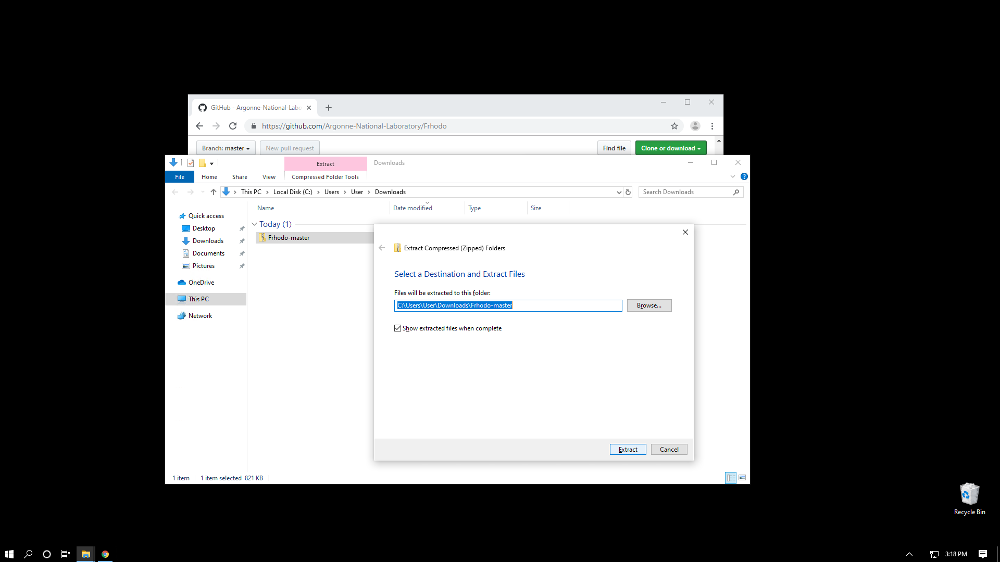 GitHub - Argonne-National-Labo
https://github.com/Argonne-National-Laboratory/Frhodo
Branch: master
New pull request
Find file
Clone or download
Extract
Downloads
File
Home
Share
View
Compressed Folder Tools
This PC
Local Disk (C:)
Users
User
Downloads
Search Downloads
Name
Date modified
Type
Size
Quick access
Desktop
Downloads
Documents
Pictures
OneDrive
This PC
Network
Today (1)
Frhodo-master
Extract Compressed (Zipped) Folders
Select a Destination and Extract Files
Files will be extracted to this folder:
C:\Users\User\Downloads\Frhodo-master
Browse...
Show extracted files when complete
Extract
Cancel
1 item
1 item selected 821 KB
Recycle Bin
3:18 PM